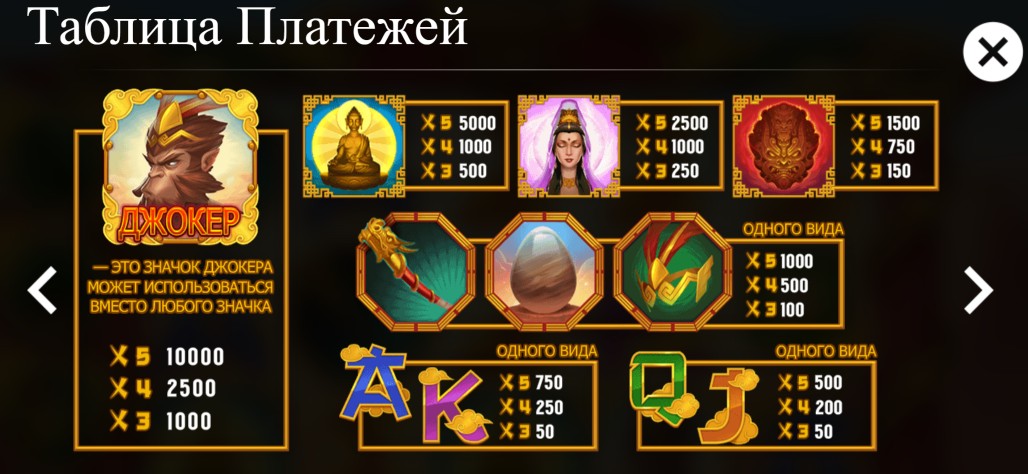 Таблица Платежей
ДЖОКЕР
— ЭТО ЗНАЧОК ДЖОКЕРА
МОЖЕТ ИСПОЛЬЗОВАТЬСЯ
ВМЕСТО ЛЮБОГО ЗНАЧКА
X 5 10000
X 4 2500
X 3 1000
X 5 5000
X 4 1000
X 3 500
X 5 2500
X 4 1000
X 3 250
X 5 1500
X 4 750
X 3 150
ОДНОГО ВИДА
X 5 1000
X 4 500
X 3 100
A K
ОДНОГО ВИДА
X 5 750
X 4 250
X 3 50
Q J
ОДНОГО ВИДА
X 5 500
X 4 200
X 3 50